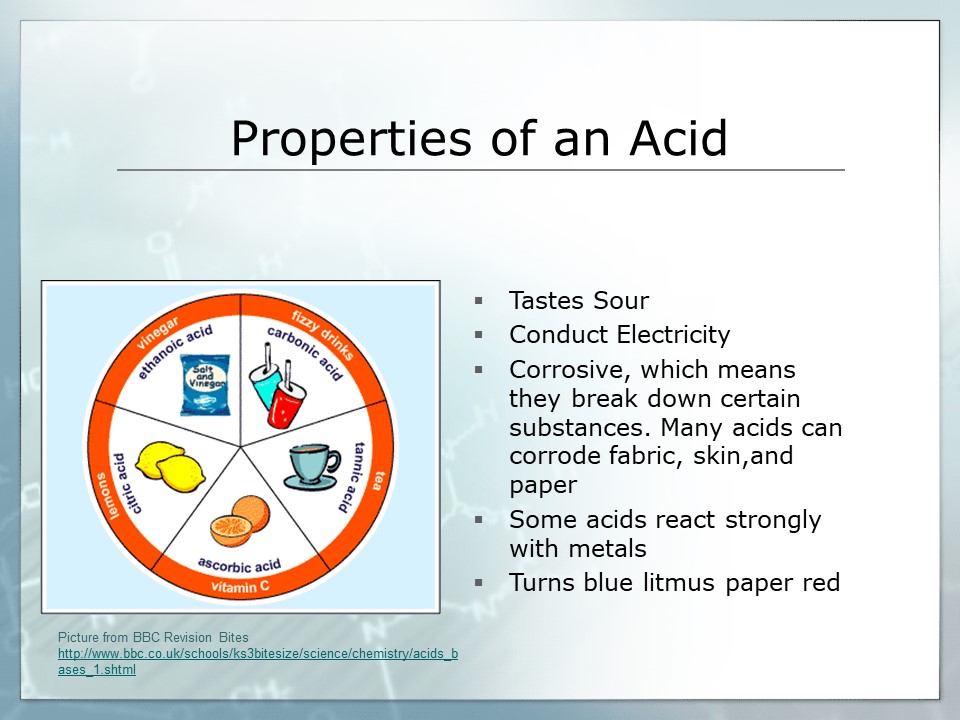 Properties of an Acid
vinegar
ethanoic acid
Salt
and
Vinegar
fizzy drinks
carbonic acid
lemons
citric acid
tannic acid
tea
ascorbic acid
vitamin C
Tastes Sour
Conduct Electricity
Corrosive, which means
they break down certain
substances. Many acids can
corrode fabric, skin,and
paper
Some acids react strongly
with metals
Turns blue litmus paper red
Picture from BBC Revision Bites
http://www.bbc.co.uk/schools/ks3bitesize/science/chemistry/acids_b
ases_1.shtml